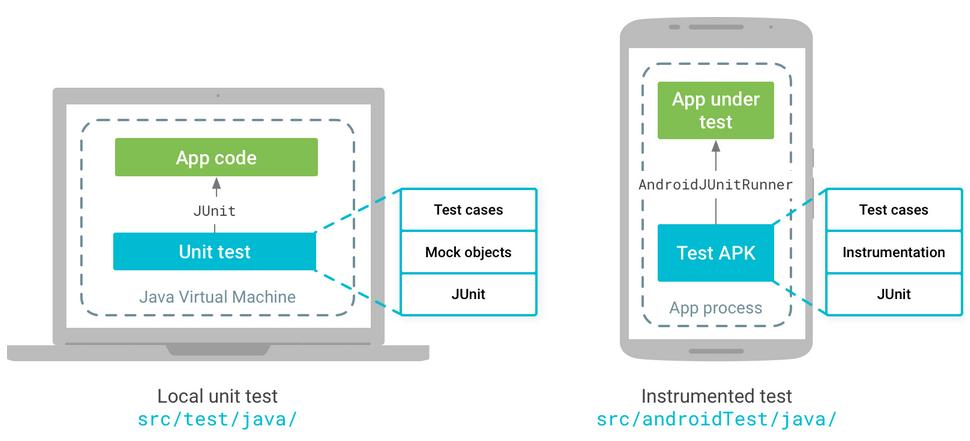 App code
JUnit
Unit test
Java Virtual Machine
Test cases
Mock objects
JUnit
Local unit test
src/test/java/
App under
test
AndroidJUnitRunner
Test APK
App process
Test cases
Instrumentation
JUnit
Instrumented test
src/androidTest/java/